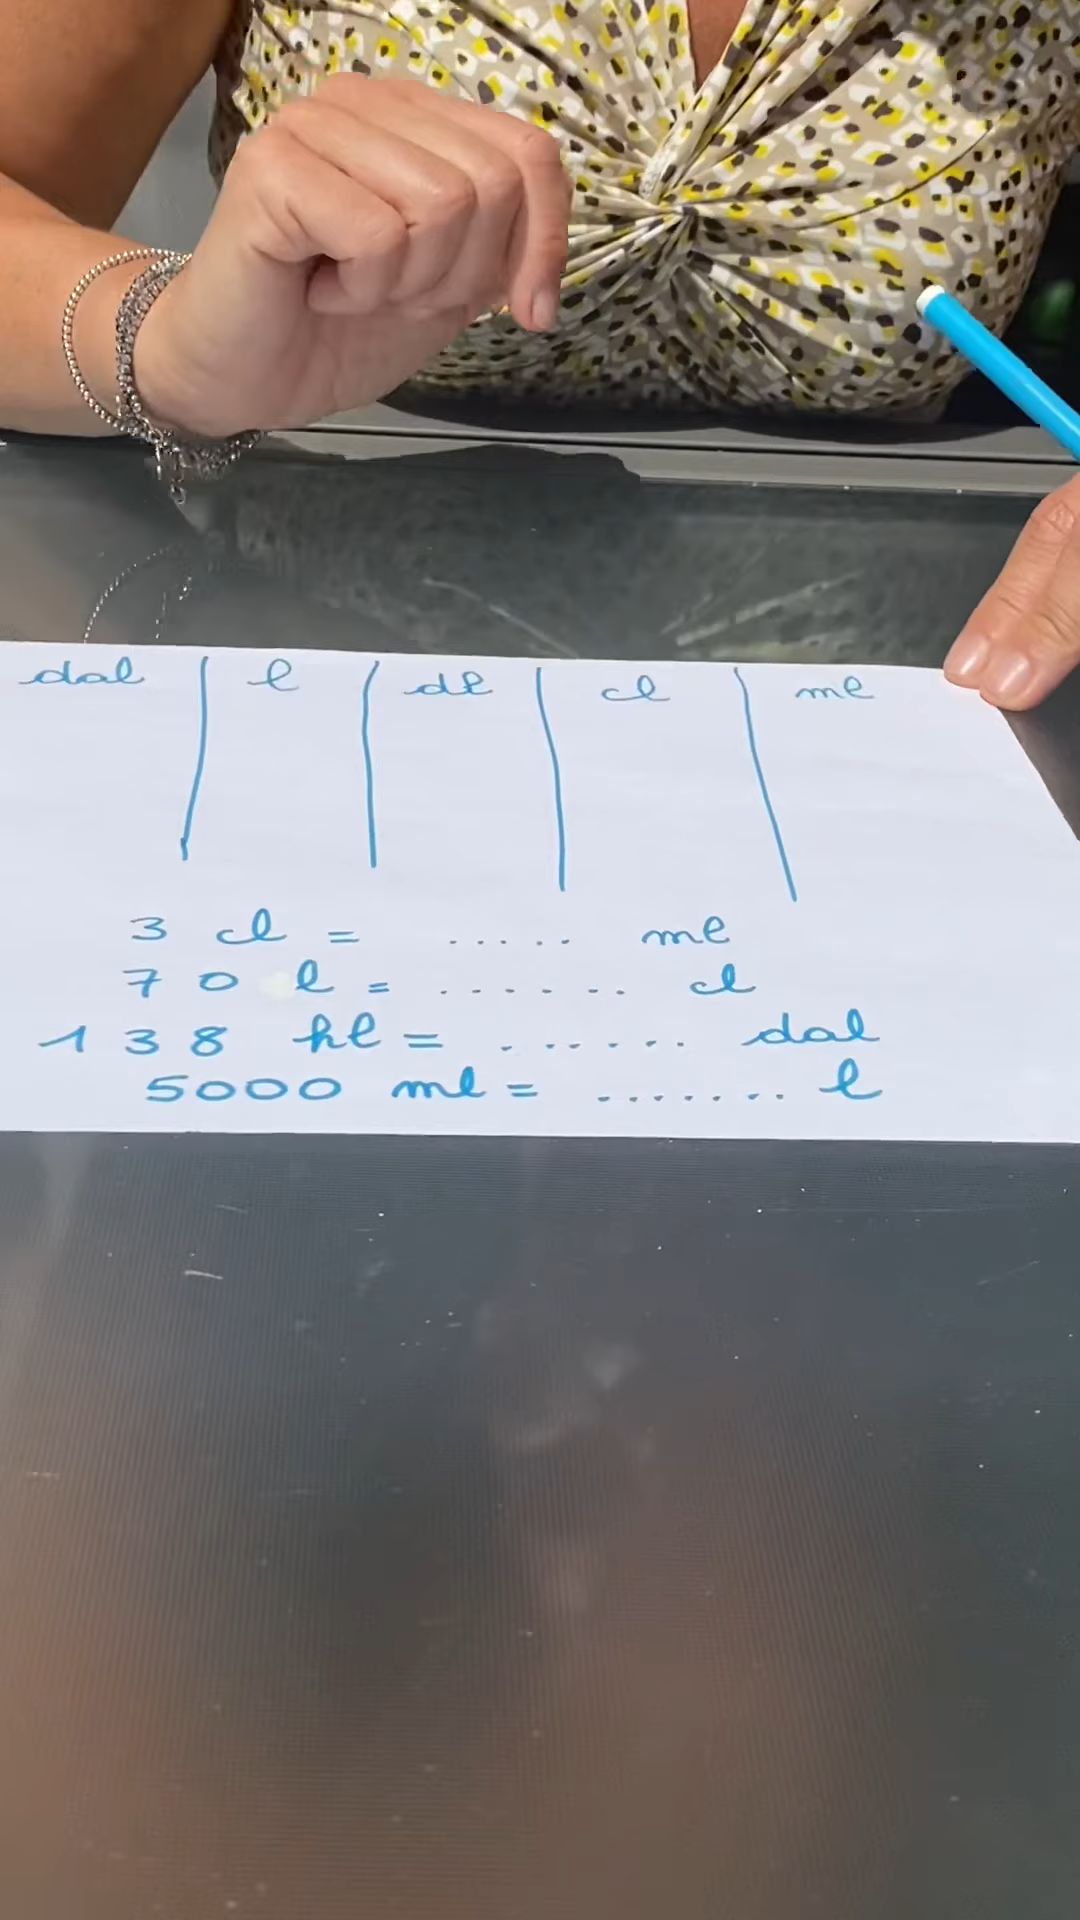 dal | l | dl | cl | ml
3 cl = ..... ml
70 l = ...... cl
138 hl = ...... dal
5000 ml = ....... l